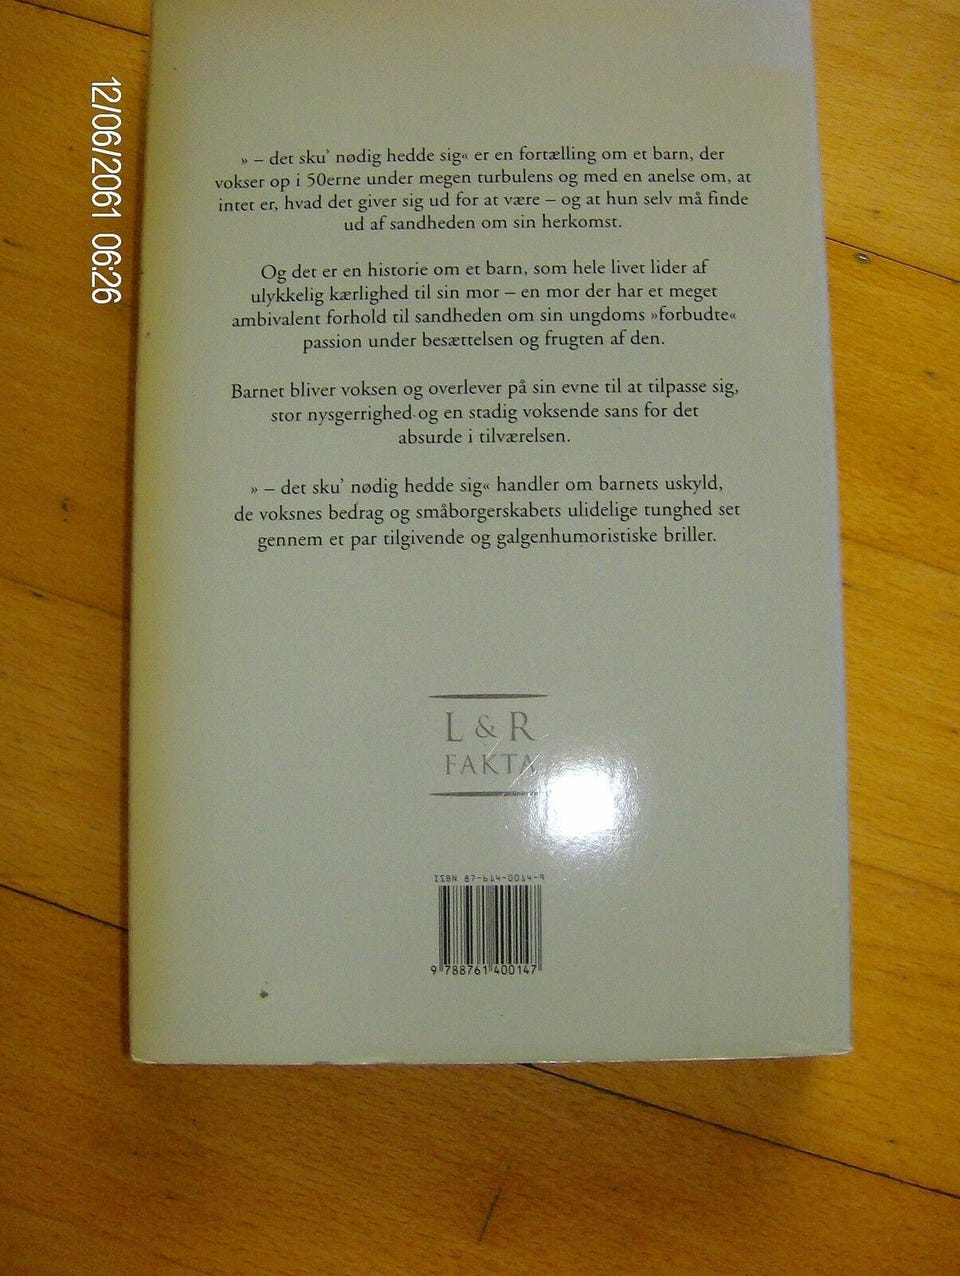 12/06/2061 06:26
» – det sku' nødig hedde sig« er en fortælling om et barn, der
vokser op i 50erne under megen turbulens og med en anelse om, at
intet er, hvad det giver sig ud for at være – og at hun selv må finde
ud af sandheden om sin herkomst.
Og det er en historie om et barn, som hele livet lider af
ulykkelig kærlighed til sin mor – en mor der har et meget
ambivalent forhold til sandheden om sin ungdoms »forbudte«
passion under besættelsen og frugten af den.
Barnet bliver voksen og overlever på sin evne til at tilpasse sig,
stor nysgerrighed og en stadig voksende sans for det
absurde i tilværelsen.
» – det sku' nødig hedde sig« handler om barnets uskyld,
de voksnes bedrag og småborgerskabets ulidelige tunghed set
gennem et par tilgivende og galgenhumoristiske briller.
L & R
FAKTA
ISBN 87-614-0014-9
9 788761 400147